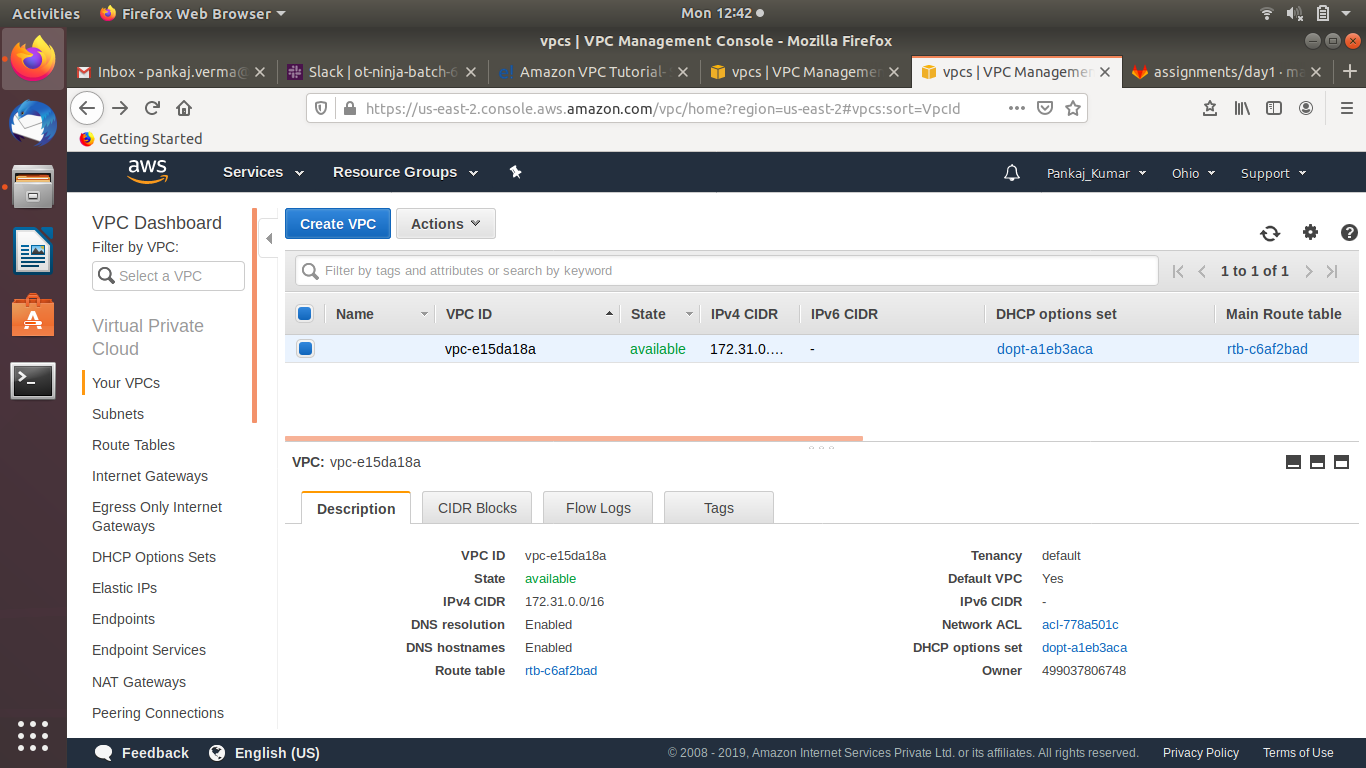 Activities Firefox Web Browser Mon 12:42
vpcs | VPC Management Console - Mozilla Firefox
Inbox - pankaj.verma@ Slack | ot-ninja-batch-6 Amazon VPC Tutorial- vpcs | VPC Managemen vpcs | VPC Managemen assignments/day1 · ma
https://us-east-2.console.aws.amazon.com/vpc/home?region=us-east-2#vpcs:sort=VpcId
Getting Started
aws Services Resource Groups Pankaj_Kumar Ohio Support
VPC Dashboard
Filter by VPC:
Select a VPC
Virtual Private
Cloud
Your VPCs
Subnets
Route Tables
Internet Gateways
Egress Only Internet
Gateways
DHCP Options Sets
Elastic IPs
Endpoints
Endpoint Services
NAT Gateways
Peering Connections
Create VPC Actions
Filter by tags and attributes or search by keyword 1 to 1 of 1
Name VPC ID State IPv4 CIDR IPv6 CIDR DHCP options set Main Route table
vpc-e15da18a available 172.31.0.… - dopt-a1eb3aca rtb-c6af2bad
VPC: vpc-e15da18a
Description CIDR Blocks Flow Logs Tags
VPC ID vpc-e15da18a Tenancy default
State available Default VPC Yes
IPv4 CIDR 172.31.0.0/16 IPv6 CIDR -
DNS resolution Enabled Network ACL acl-778a501c
DNS hostnames Enabled DHCP options set dopt-a1eb3aca
Route table rtb-c6af2bad Owner 499037806748
Feedback English (US) © 2008 - 2019, Amazon Internet Services Private Ltd. or its affiliates. All rights reserved. Privacy Policy Terms of Use